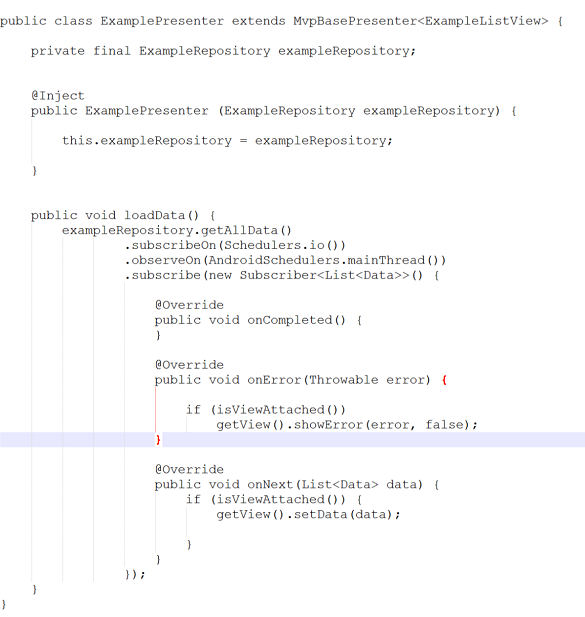 public class ExamplePresenter extends MvpBasePresenter<ExampleListView> {
private final ExampleRepository exampleRepository;
@Inject
public ExamplePresenter (ExampleRepository exampleRepository) {
this.exampleRepository = exampleRepository;
}
public void loadData() {
exampleRepository.getAllData()
.subscribeOn(Schedulers.io())
.observeOn(AndroidSchedulers.mainThread())
.subscribe(new Subscriber<List<Data>>() {
@Override
public void onCompleted() {
}
@Override
public void onError(Throwable error) {
if (isViewAttached())
getView().showError(error, false);
}
@Override
public void onNext(List<Data> data) {
if (isViewAttached()) {
getView().setData(data);
}
}
});
}
}